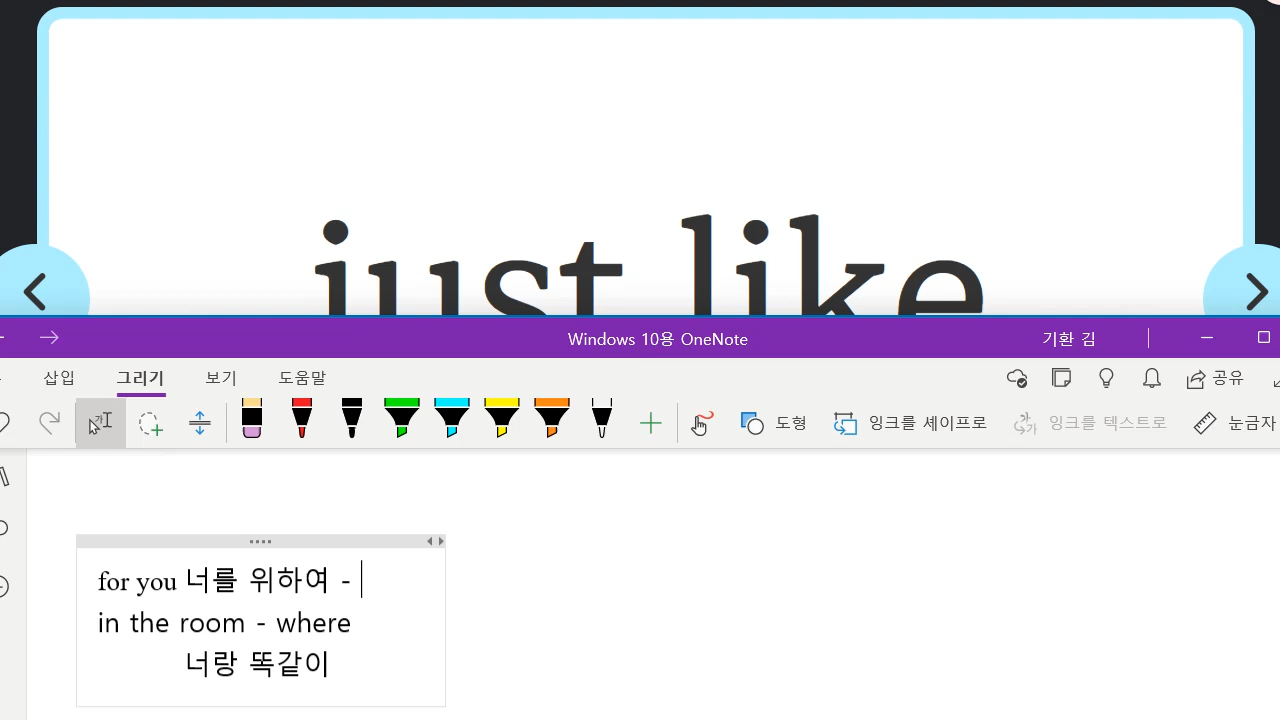 just like
Windows 10용 OneNote
기환 김
삽입
그리기
보기
도움말
공유
도형
잉크를 셰이프로
잉크를 텍스트로
눈금자
for you 너를 위하여 -
in the room - where
너랑 똑같이